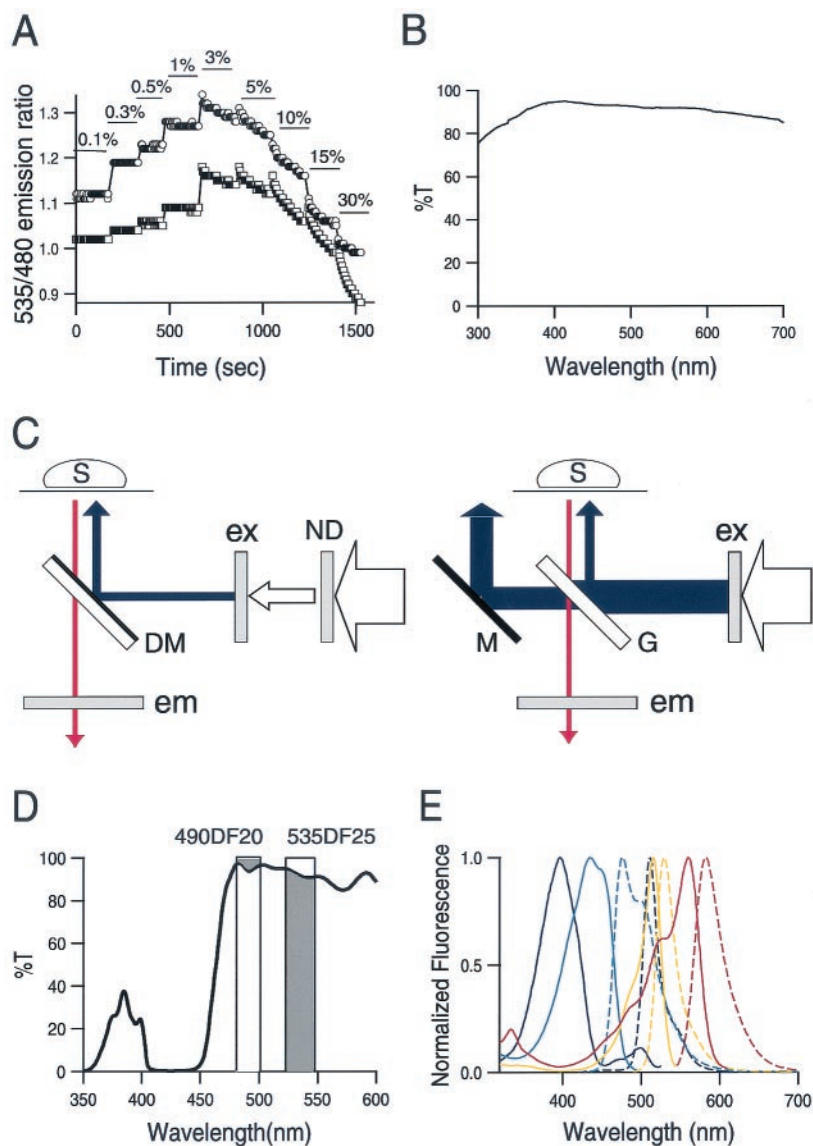 A
535/480 emission ratio
1.3
1.2
1.1
1.0
0.9
0.1%
0.3%
0.5%
1%
3%
5%
10%
15%
30%
0 500 1000 1500
Time (sec)
B
%T
100
80
60
40
20
0
300 400 500 600 700
Wavelength (nm)
C
S
ex
ND
DM
em
S
ex
M
G
em
D
490DF20 535DF25
%T
100
80
60
40
20
0
350 400 450 500 550 600
Wavelength(nm)
E
Normalized Fluorescence
1.0
0.5
0.0
400 500 600 700
Wavelength (nm)